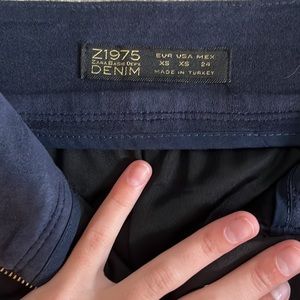 Z1975
ZARA BASIC DEPT.
DENIM
EUR USA MEX
XS XS 24
MADE IN TURKEY